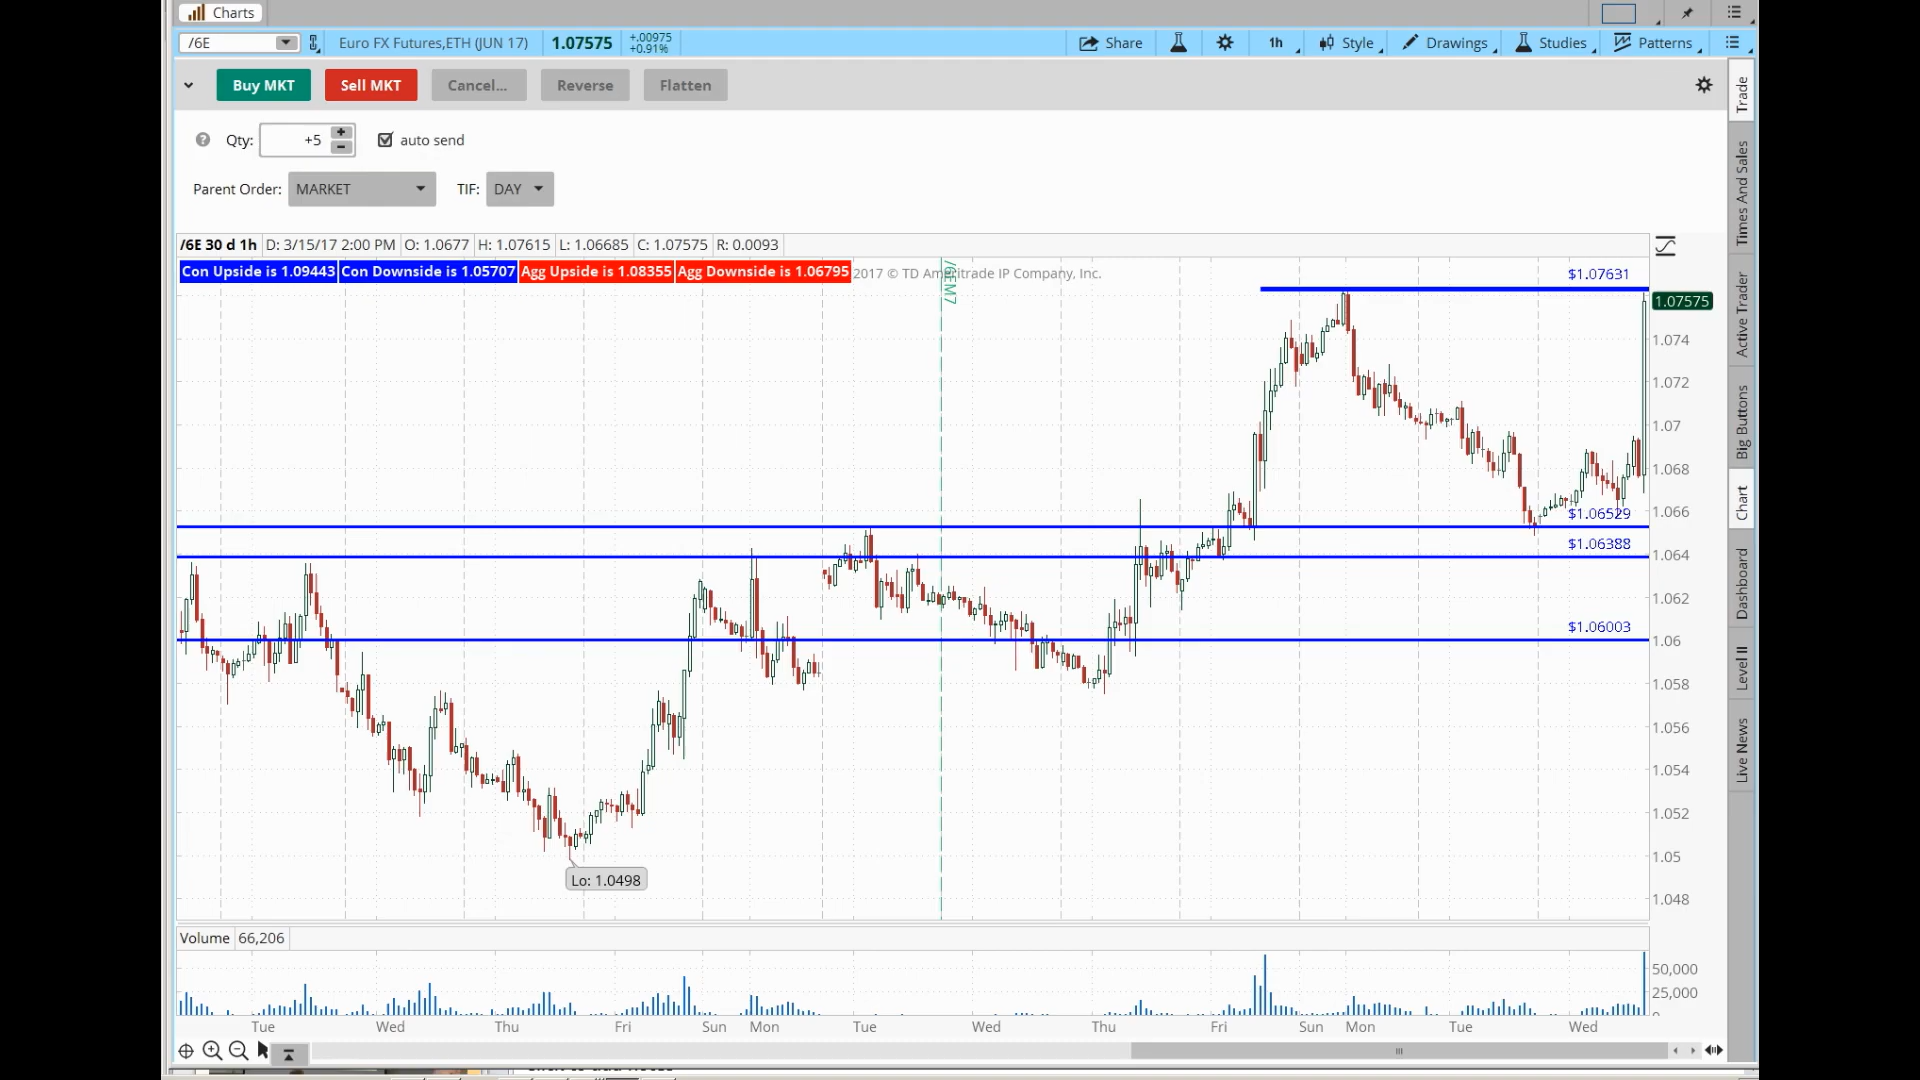 Charts
/6E Euro FX Futures,ETH (JUN 17) 1.07575 +0.00975 +0.91% Share 1h Style Drawings Studies Patterns
Buy MKT Sell MKT Cancel... Reverse Flatten
Qty: +5 auto send
Parent Order: MARKET TIF: DAY
/6E 30 d 1h D: 3/15/17 2:00 PM O: 1.0677 H: 1.07615 L: 1.06685 C: 1.07575 R: 0.0093
Con Upside is 1.09443 Con Downside is 1.05707 Agg Upside is 1.08355 Agg Downside is 1.06795 2017 © TD Ameritrade IP Company, Inc.
/6EM7
$1.07631
1.07575
1.074
1.072
1.07
1.068
1.066
$1.06529
$1.06388
1.064
1.062
$1.06003
1.06
1.058
1.056
1.054
1.052
1.05
1.048
Lo: 1.0498
Volume 66,206
50,000
25,000
0
Tue Wed Thu Fri Sun Mon Tue Wed Thu Fri Sun Mon Tue Wed
Trade
Times And Sales
Active Trader
Big Buttons
Chart
Dashboard
Level II
Live News